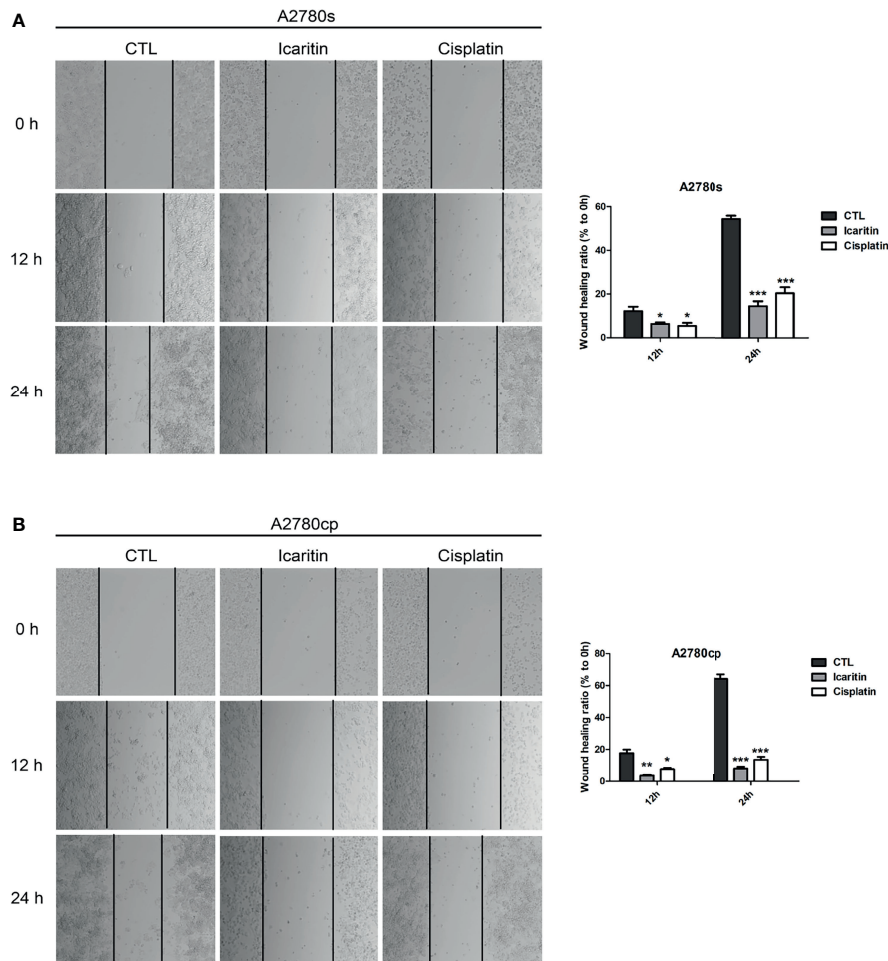 A
A2780s
CTL Icaritin Cisplatin
0 h
12 h
24 h
A2780s
Wound healing ratio (% to 0h)
60
40
20
0
* *
*** ***
12h 24h
CTL
Icaritin
Cisplatin
B
A2780cp
CTL Icaritin Cisplatin
0 h
12 h
24 h
A2780cp
Wound healing ratio (% to 0h)
80
60
40
20
0
** *
*** ***
12h 24h
CTL
Icaritin
Cisplatin